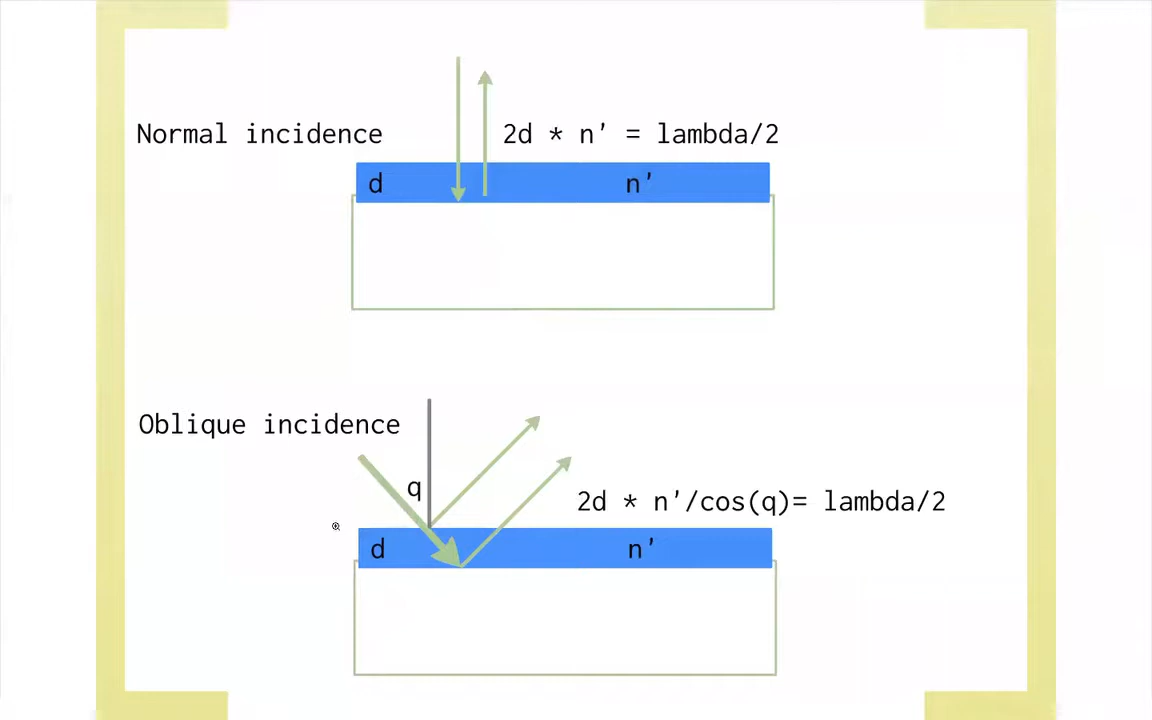 Normal incidence
2d * n’ = lambda/2
d
n’
Oblique incidence
q
2d * n’/cos(q)= lambda/2
d
n’